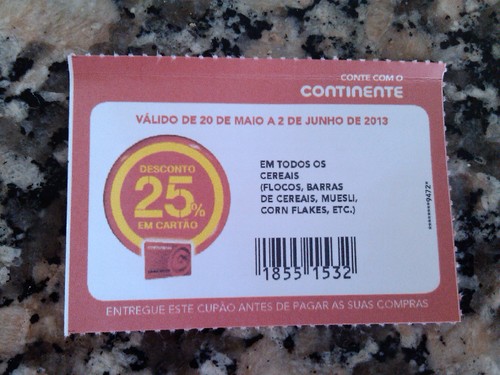 CONTE COM O
CONTINENTE
VÁLIDO DE 20 DE MAIO A 2 DE JUNHO DE 2013
DESCONTO
25%
EM CARTÃO
EM TODOS OS
CEREAIS
(FLOCOS, BARRAS
DE CEREAIS, MUESLI,
CORN FLAKES, ETC.)
1855 1532
********9472*
ENTREGUE ESTE CUPÃO ANTES DE PAGAR AS SUAS COMPRAS